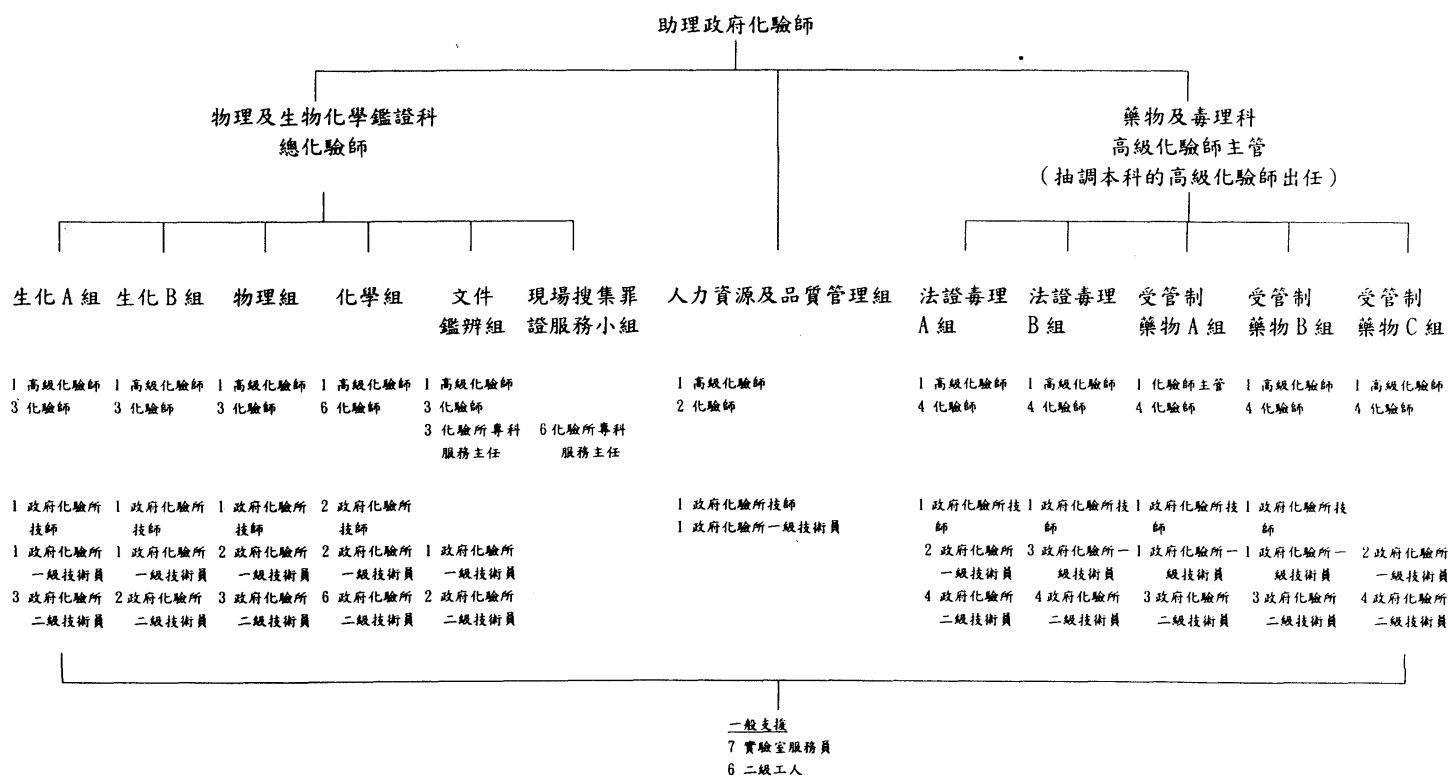 助理政府化驗師
物理及生物化學鑑證科
總化驗師
藥物及毒理科
高級化驗師主管
(抽調本科的高級化驗師出任)
生化A組
生化B組
物理組
化學組
文件
鑑辨組
現場搜集罪
證服務小組
人力資源及品質管理組
法證毒理
A組
法證毒理
B組
受管制
藥物A組
受管制
藥物B組
受管制
藥物C組
1 高級化驗師
3 化驗師
1 高級化驗師
3 化驗師
1 高級化驗師
3 化驗師
1 高級化驗師
6 化驗師
1 高級化驗師
3 化驗師
3 化驗所專科
服務主任
6 化驗所專科
服務主任
1 高級化驗師
2 化驗師
1 高級化驗師
4 化驗師
1 高級化驗師
4 化驗師
1 化驗師主管
4 化驗師
1 高級化驗師
4 化驗師
1 高級化驗師
4 化驗師
1 政府化驗所
技師
1 政府化驗所
一級技術員
3 政府化驗所
二級技術員
1 政府化驗所
技師
1 政府化驗所
一級技術員
2 政府化驗所
二級技術員
1 政府化驗所
技師
2 政府化驗所
一級技術員
3 政府化驗所
二級技術員
2 政府化驗所
技師
2 政府化驗所
一級技術員
6 政府化驗所
二級技術員
1 政府化驗所
一級技術員
2 政府化驗所
二級技術員
1 政府化驗所技師
1 政府化驗所一級技術員
1 政府化驗所技
師
2 政府化驗所
一級技術員
4 政府化驗所
二級技術員
1 政府化驗所技
師
3 政府化驗所一
級技術員
4 政府化驗所
二級技術員
1 政府化驗所技
師
1 政府化驗所一
級技術員
3 政府化驗所
二級技術員
1 政府化驗所技
師
1 政府化驗所一
級技術員
3 政府化驗所
二級技術員
2 政府化驗所
一級技術員
4 政府化驗所
二級技術員
一般支援
7 實驗室服務員
6 二級工人